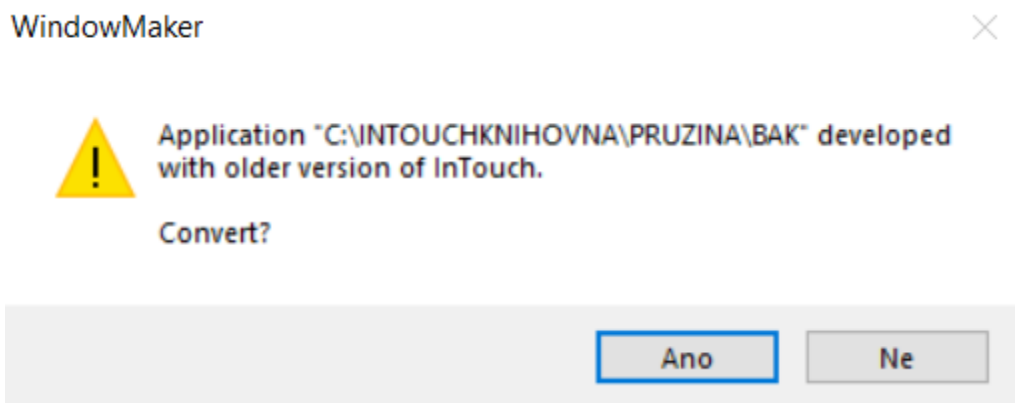 WindowMaker
Application "C:\INTOUCHKNIHOVNA\PRUZINA\BAK" developed
with older version of InTouch.
Convert?
Ano
Ne